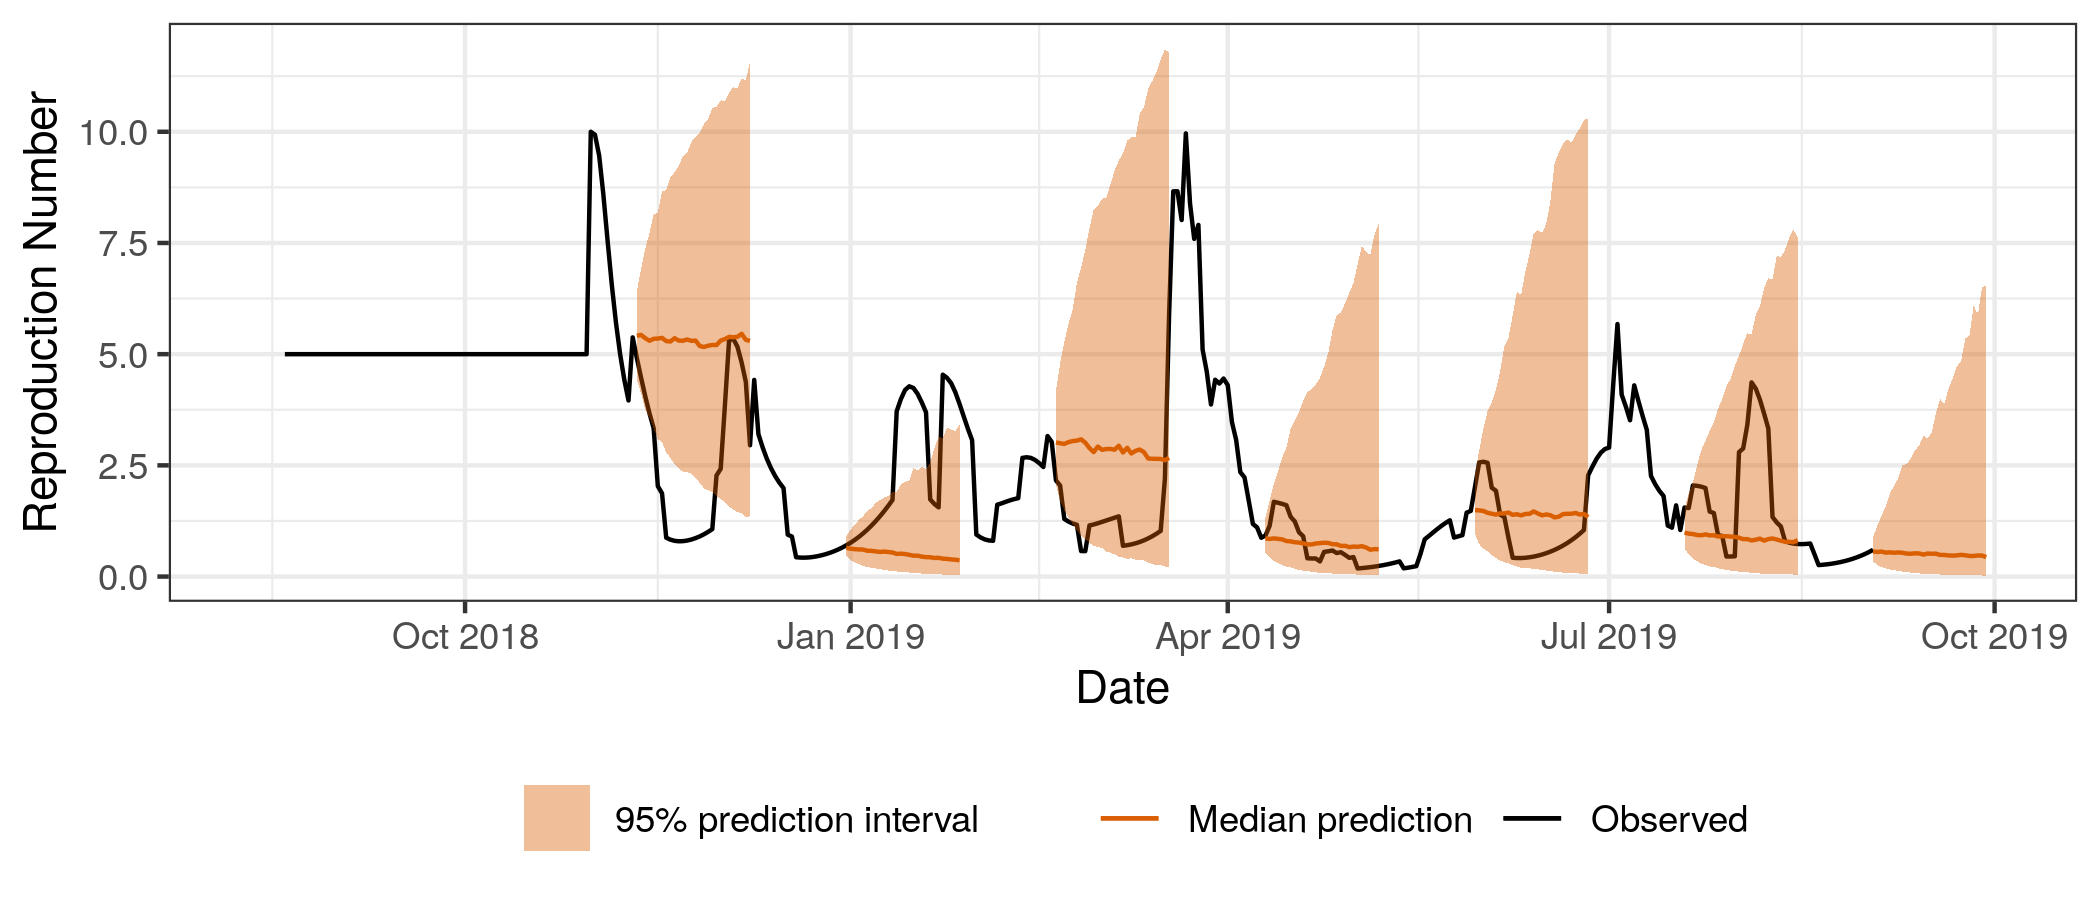 Reproduction Number
10.0
7.5
5.0
2.5
0.0
Oct 2018 Jan 2019 Apr 2019 Jul 2019 Oct 2019
Date
95% prediction interval Median prediction Observed